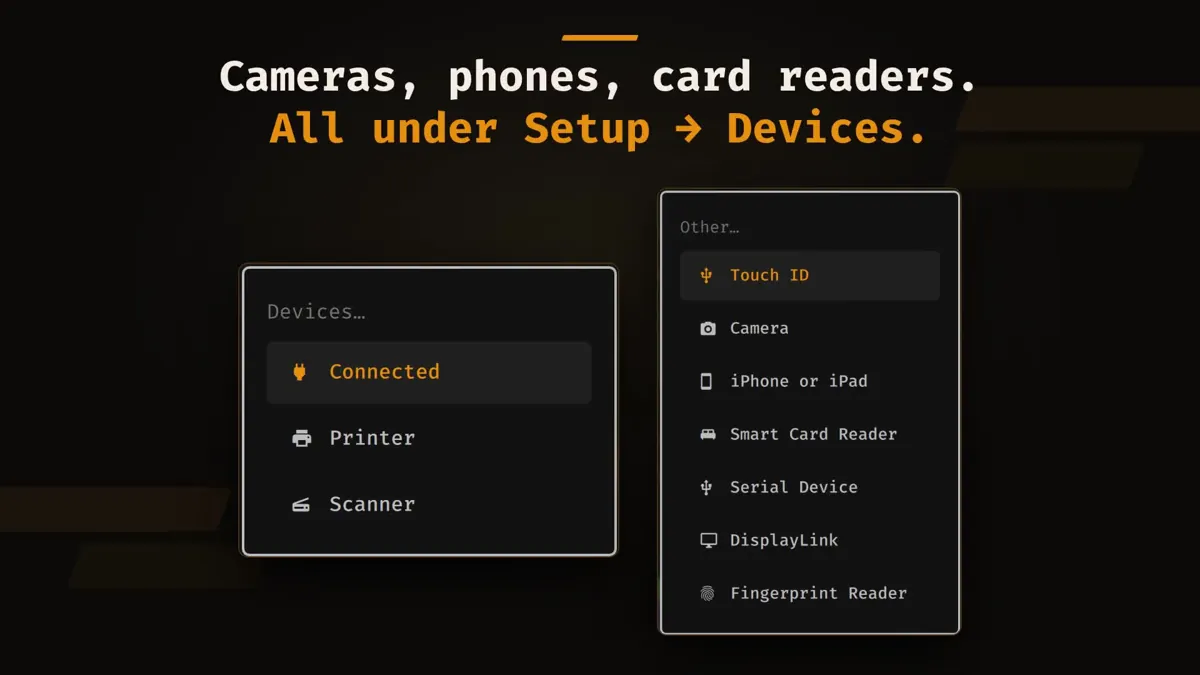 Cameras, phones, card readers.
All under Setup → Devices.
Devices…
Connected
Printer
Scanner
Other…
Touch ID
Camera
iPhone or iPad
Smart Card Reader
Serial Device
DisplayLink
Fingerprint Reader